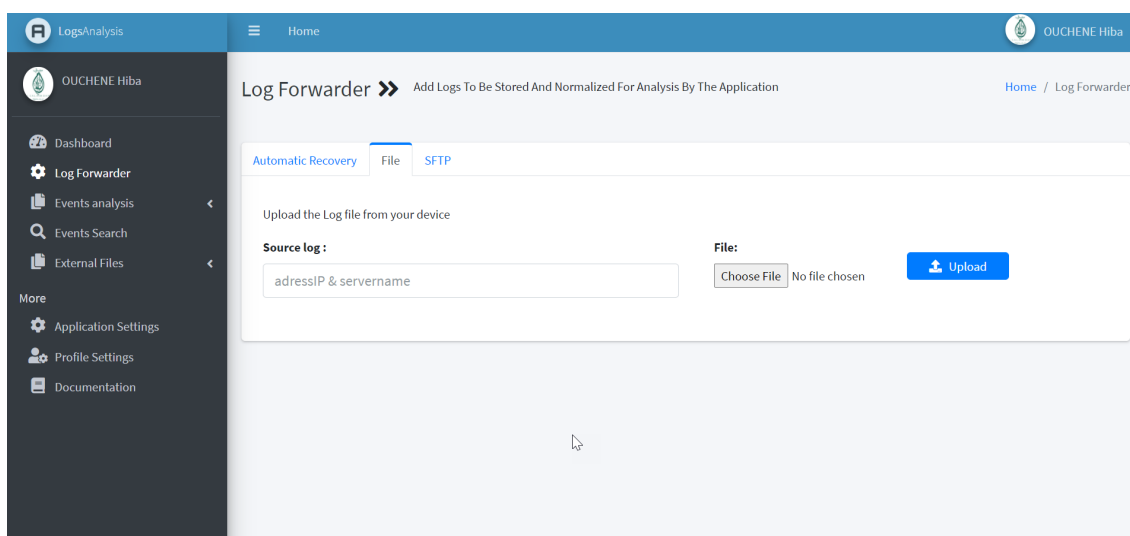 LogsAnalysis
Home
OUCHENE Hiba
OUCHENE Hiba
Dashboard
Log Forwarder
Events analysis
Events Search
External Files
More
Application Settings
Profile Settings
Documentation
Log Forwarder Add Logs To Be Stored And Normalized For Analysis By The Application
Home / Log Forwarder
Automatic Recovery File SFTP
Upload the Log file from your device
Source log : File:
adressIP & servername Choose File No file chosen Upload